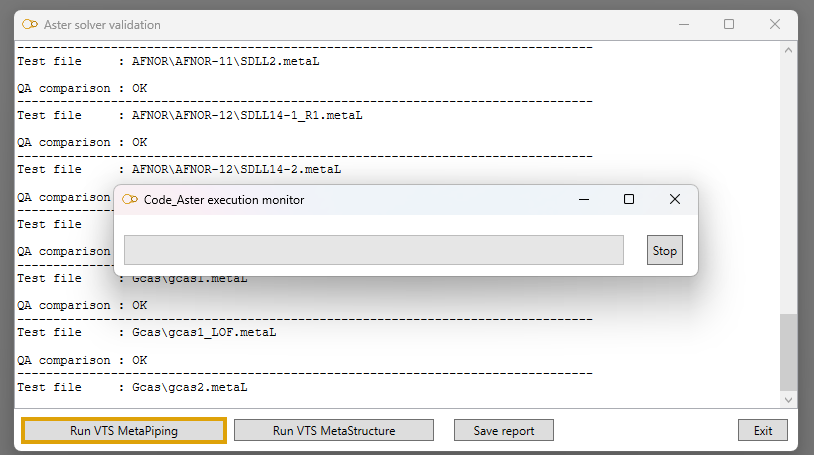 Aster solver validation
------------------------------------------------------------------------------
Test file     : AFNOR\AFNOR-11\SDLL2.metaL
QA comparison : OK
------------------------------------------------------------------------------
Test file     : AFNOR\AFNOR-12\SDLL14-1_R1.metaL
QA comparison : OK
------------------------------------------------------------------------------
Test file     : AFNOR\AFNOR-12\SDLL14-2.metaL
QA comparison
Code_Aster execution monitor
Test file
Stop
QA comparison
Test file     : Gcas\gcas1.metaL
QA comparison : OK
------------------------------------------------------------------------------
Test file     : Gcas\gcas1_LOF.metaL
QA comparison : OK
------------------------------------------------------------------------------
Test file     : Gcas\gcas2.metaL
Run VTS MetaPiping
Run VTS MetaStructure
Save report
Exit